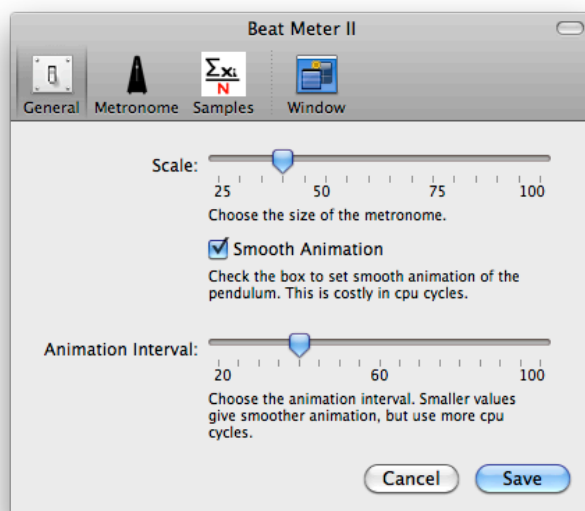 Beat Meter II
Σxi
N
General Metronome Samples Window
Scale:
25 50 75 100
Choose the size of the metronome.
Smooth Animation
Check the box to set smooth animation of the
pendulum. This is costly in cpu cycles.
Animation Interval:
20 60 100
Choose the animation interval. Smaller values
give smoother animation, but use more cpu
cycles.
Cancel Save